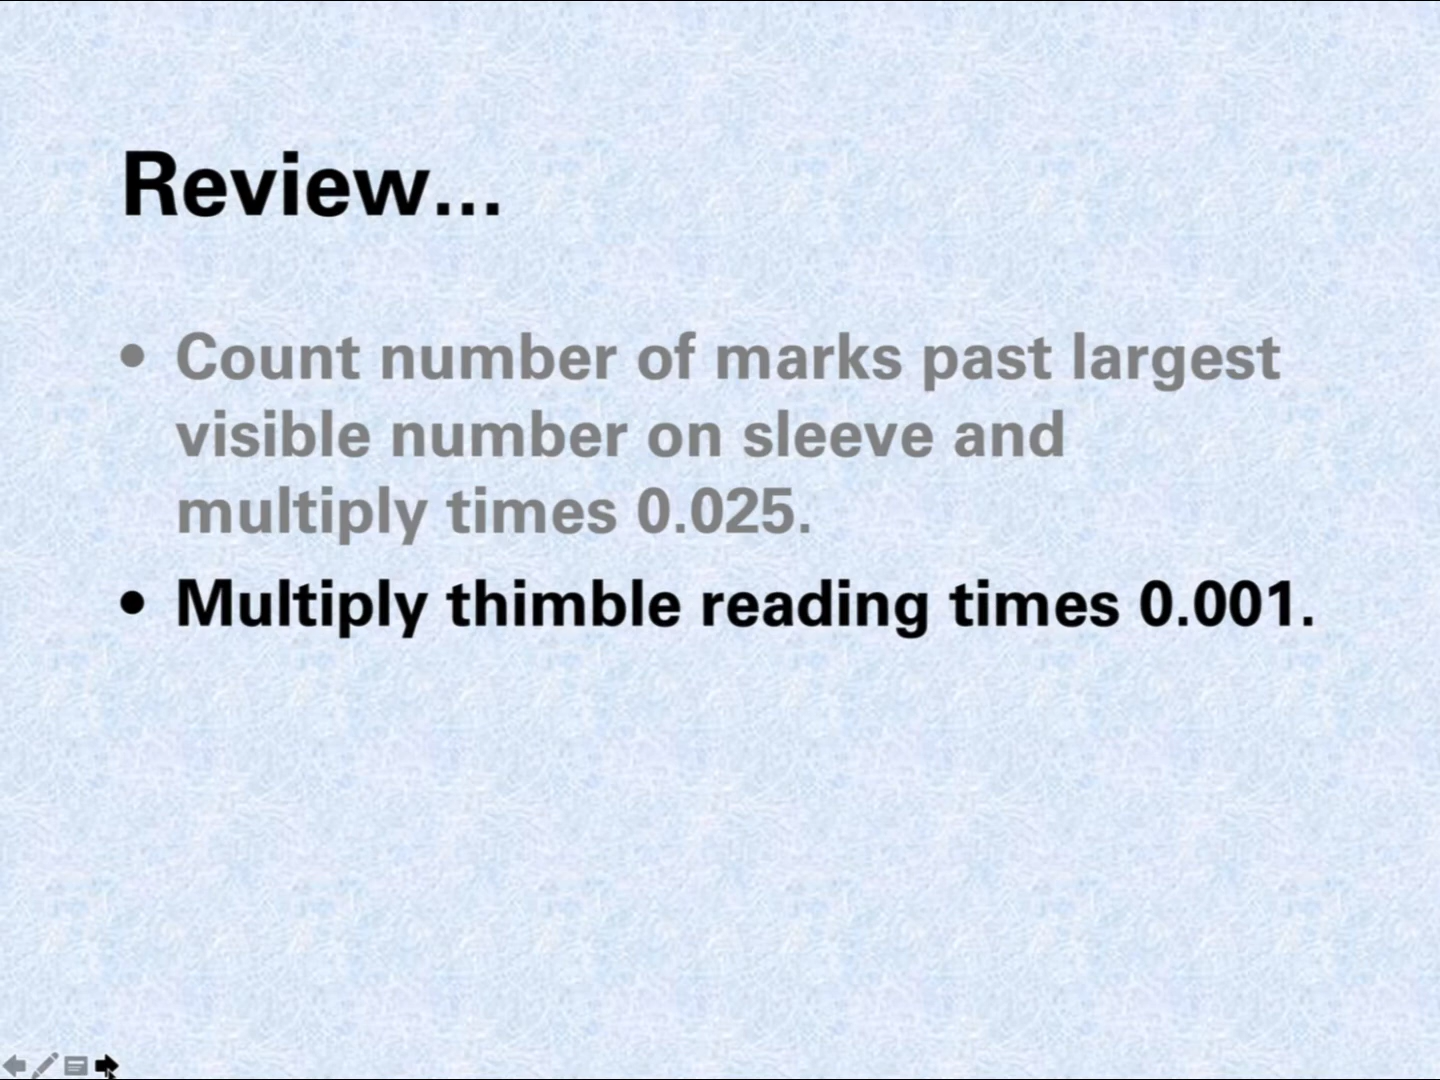 Review...
• Count number of marks past largest
visible number on sleeve and
multiply times 0.025.
• Multiply thimble reading times 0.001.